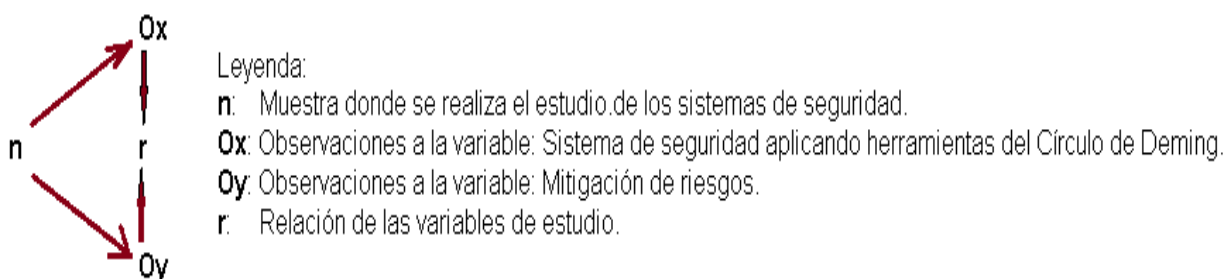 Ox
Leyenda:
n: Muestra donde se realiza el estudio.de los sistemas de seguridad.
n r Ox: Observaciones a la variable: Sistema de seguridad aplicando herramientas del Círculo de Deming.
Oy: Observaciones a la variable: Mitigación de riesgos.
r: Relación de las variables de estudio.
Oy